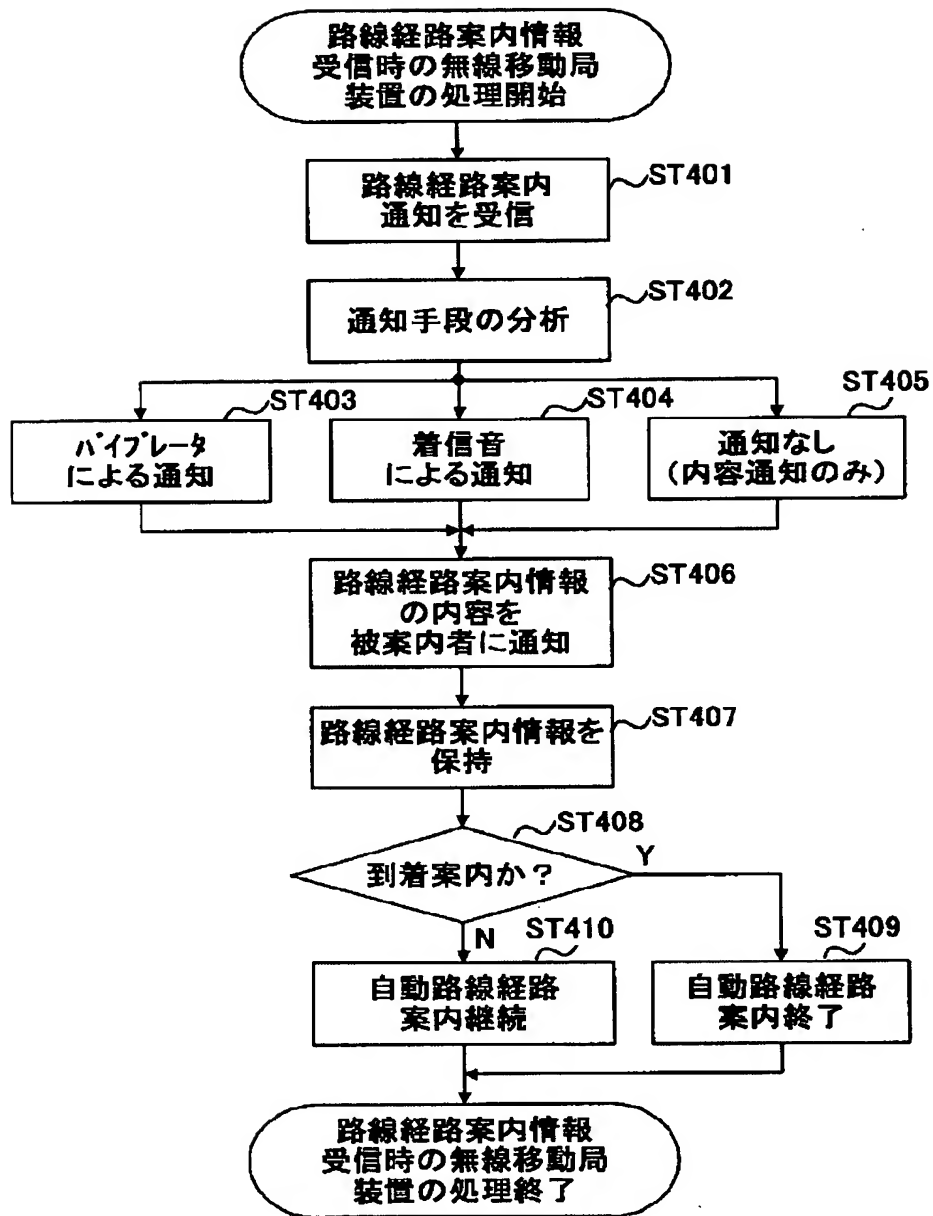 路線経路案内情報
受信時の無線移動局
装置の処理開始
路線経路案内
通知を受信
ST401
通知手段の分析
ST402
バイブレータ
による通知
ST403
着信音
による通知
ST404
通知なし
(内容通知のみ)
ST405
路線経路案内情報
の内容を
被案内者に通知
ST406
路線経路案内情報を
保持
ST407
到着案内か?
ST408
Y
N
自動路線経路
案内継続
ST410
自動路線経路
案内終了
ST409
路線経路案内情報
受信時の無線移動局
装置の処理終了